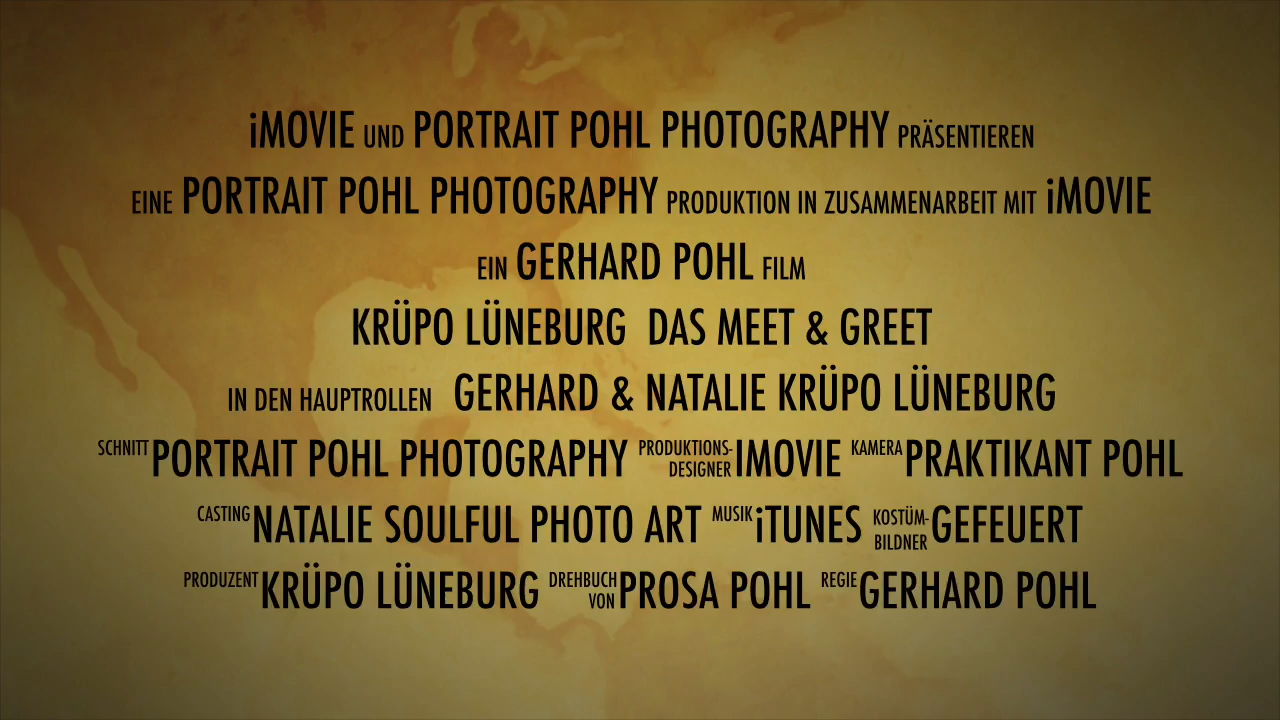 iMOVIE UND PORTRAIT POHL PHOTOGRAPHY PRÄSENTIEREN
EINE PORTRAIT POHL PHOTOGRAPHY PRODUKTION IN ZUSAMMENARBEIT MIT iMOVIE
EIN GERHARD POHL FILM
KRÜPO LÜNEBURG DAS MEET & GREET
IN DEN HAUPTROLLEN GERHARD & NATALIE KRÜPO LÜNEBURG
SCHNITT PORTRAIT POHL PHOTOGRAPHY PRODUKTIONS-DESIGNER IMOVIE KAMERA PRAKTIKANT POHL
CASTING NATALIE SOULFUL PHOTO ART MUSIK iTUNES KOSTÜM-BILDNER GEFEUERT
PRODUZENT KRÜPO LÜNEBURG DREHBUCH VON PROSA POHL REGIE GERHARD POHL